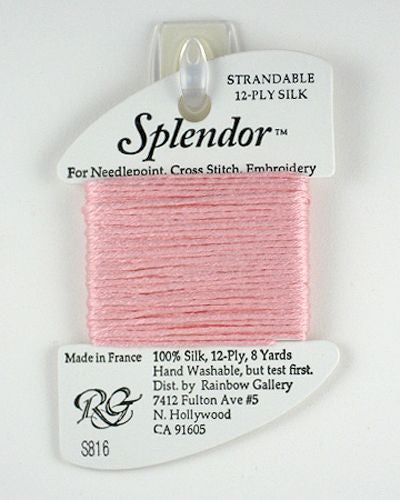 STRANDABLE
12-PLY SILK
Splendor™
For Needlepoint, Cross Stitch, Embroidery
Made in France
RG
S816
100% Silk, 12-Ply, 8 Yards
Hand Washable, but test first.
Dist. by Rainbow Gallery
7412 Fulton Ave #5
N. Hollywood
CA 91605